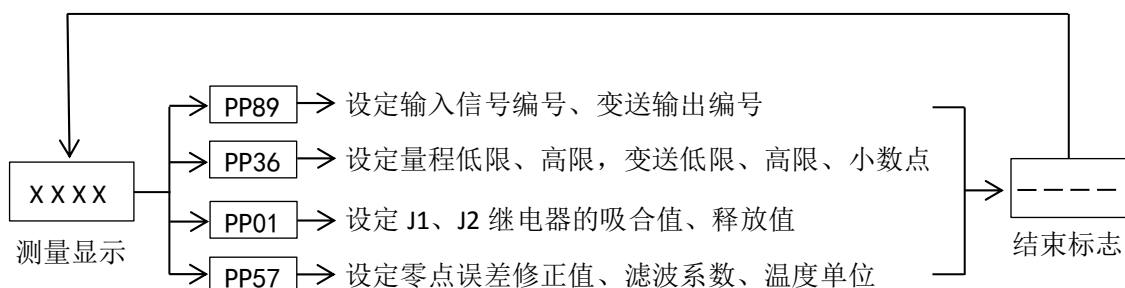 PP89 设定输入信号编号、变送输出编号
PP36 设定量程低限、高限，变送低限、高限、小数点
XXXX
----
PP01 设定 J1、J2 继电器的吸合值、释放值
测量显示
结束标志
PP57 设定零点误差修正值、滤波系数、温度单位